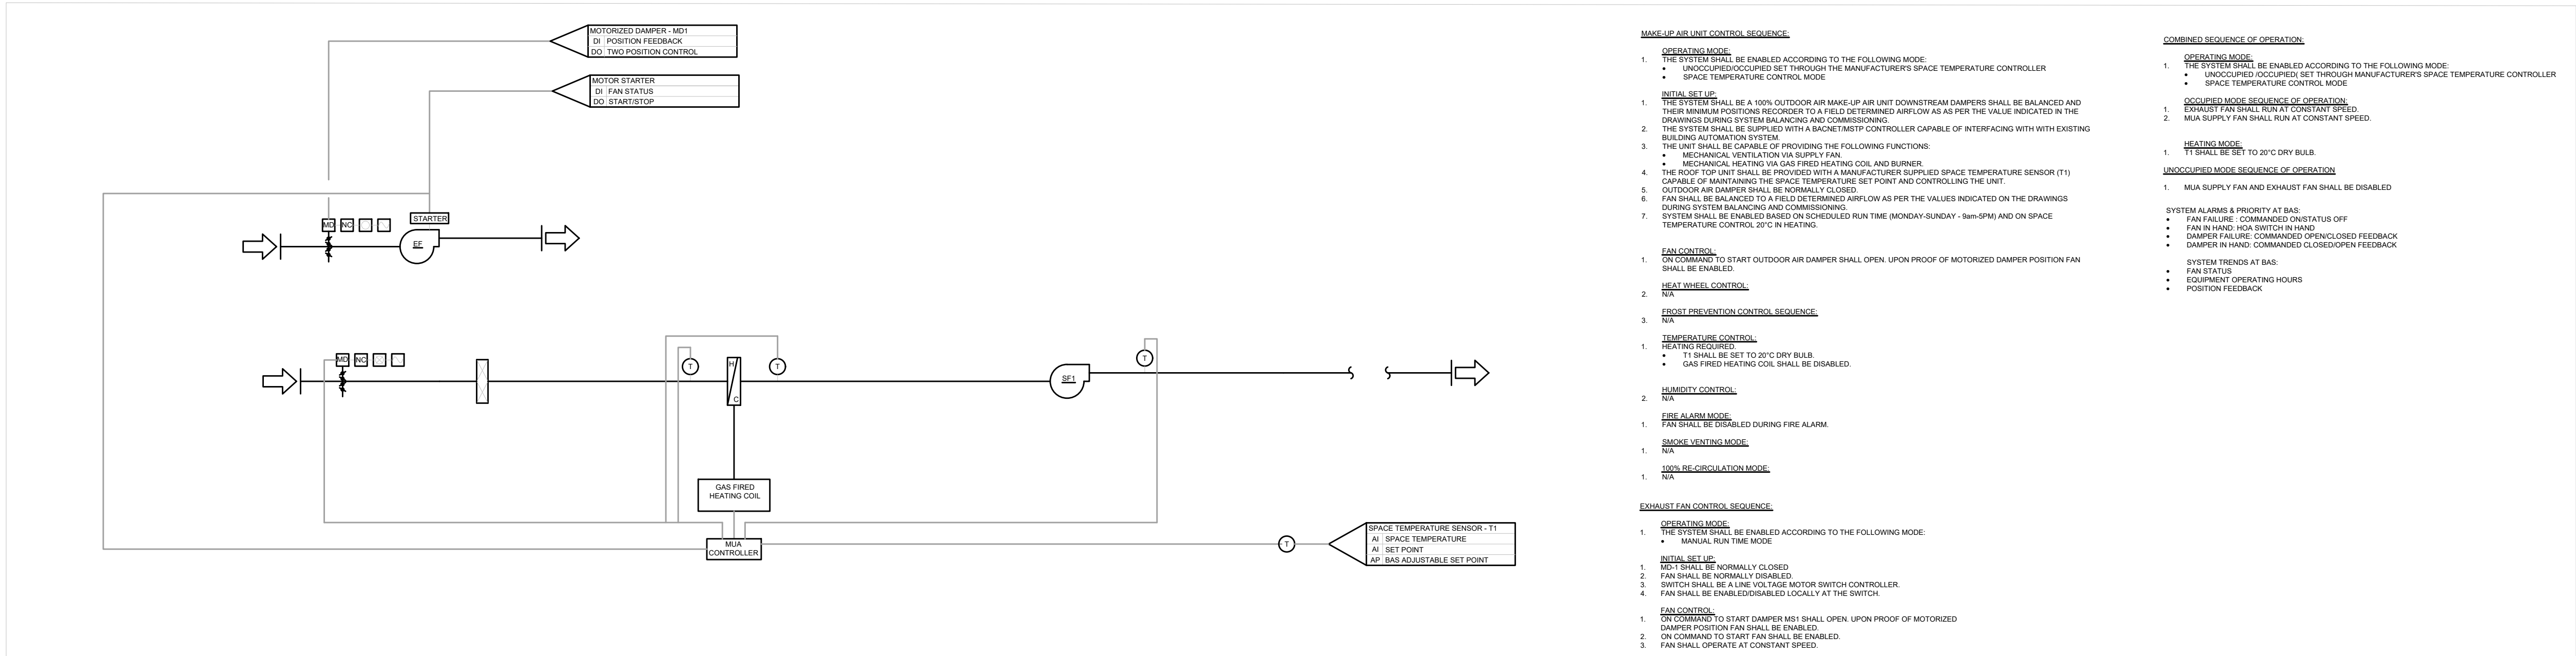 MOTORIZED DAMPER - MD1
DI POSITION FEEDBACK
DO TWO POSITION CONTROL
MOTOR STARTER
DI FAN STATUS
DO START/STOP
MD NC
STARTER
EF
MD NC
T
H
C
T
SF1
T
GAS FIRED
HEATING COIL
MUA
CONTROLLER
T
SPACE TEMPERATURE SENSOR - T1
AI SPACE TEMPERATURE
AI SET POINT
AP BAS ADJUSTABLE SET POINT
MAKE-UP AIR UNIT CONTROL SEQUENCE:
OPERATING MODE:
1. THE SYSTEM SHALL BE ENABLED ACCORDING TO THE FOLLOWING MODE:
• UNOCCUPIED/OCCUPIED SET THROUGH THE MANUFACTURER'S SPACE TEMPERATURE CONTROLLER
• SPACE TEMPERATURE CONTROL MODE
INITIAL SET UP:
1. THE SYSTEM SHALL BE A 100% OUTDOOR AIR MAKE-UP AIR UNIT DOWNSTREAM DAMPERS SHALL BE BALANCED AND
THEIR MINIMUM POSITIONS RECORDER TO A FIELD DETERMINED AIRFLOW AS AS PER THE VALUE INDICATED IN THE
DRAWINGS DURING SYSTEM BALANCING AND COMMISSIONING.
2. THE SYSTEM SHALL BE SUPPLIED WITH A BACNET/MSTP CONTROLLER CAPABLE OF INTERFACING WITH WITH EXISTING
BUILDING AUTOMATION SYSTEM.
3. THE UNIT SHALL BE CAPABLE OF PROVIDING THE FOLLOWING FUNCTIONS:
• MECHANICAL VENTILATION VIA SUPPLY FAN.
• MECHANICAL HEATING VIA GAS FIRED HEATING COIL AND BURNER.
4. THE ROOF TOP UNIT SHALL BE PROVIDED WITH A MANUFACTURER SUPPLIED SPACE TEMPERATURE SENSOR (T1)
CAPABLE OF MAINTAINING THE SPACE TEMPERATURE SET POINT AND CONTROLLING THE UNIT.
5. OUTDOOR AIR DAMPER SHALL BE NORMALLY CLOSED.
6. FAN SHALL BE BALANCED TO A FIELD DETERMINED AIRFLOW AS PER THE VALUES INDICATED ON THE DRAWINGS
DURING SYSTEM BALANCING AND COMMISSIONING.
7. SYSTEM SHALL BE ENABLED BASED ON SCHEDULED RUN TIME (MONDAY-SUNDAY - 9am-5PM) AND ON SPACE
TEMPERATURE CONTROL 20°C IN HEATING.
FAN CONTROL:
1. ON COMMAND TO START OUTDOOR AIR DAMPER SHALL OPEN. UPON PROOF OF MOTORIZED DAMPER POSITION FAN
SHALL BE ENABLED.
HEAT WHEEL CONTROL:
2. N/A
FROST PREVENTION CONTROL SEQUENCE:
3. N/A
TEMPERATURE CONTROL:
1. HEATING REQUIRED.
• T1 SHALL BE SET TO 20°C DRY BULB.
• GAS FIRED HEATING COIL SHALL BE DISABLED.
HUMIDITY CONTROL:
2. N/A
FIRE ALARM MODE:
1. FAN SHALL BE DISABLED DURING FIRE ALARM.
SMOKE VENTING MODE:
1. N/A
100% RE-CIRCULATION MODE:
1. N/A
EXHAUST FAN CONTROL SEQUENCE:
OPERATING MODE:
1. THE SYSTEM SHALL BE ENABLED ACCORDING TO THE FOLLOWING MODE:
• MANUAL RUN TIME MODE
INITIAL SET UP:
1. MD-1 SHALL BE NORMALLY CLOSED
2. FAN SHALL BE NORMALLY DISABLED.
3. SWITCH SHALL BE A LINE VOLTAGE MOTOR SWITCH CONTROLLER.
4. FAN SHALL BE ENABLED/DISABLED LOCALLY AT THE SWITCH.
FAN CONTROL:
1. ON COMMAND TO START DAMPER MS1 SHALL OPEN. UPON PROOF OF MOTORIZED
DAMPER POSITION FAN SHALL BE ENABLED.
2. ON COMMAND TO START FAN SHALL BE ENABLED.
3. FAN SHALL OPERATE AT CONSTANT SPEED.
COMBINED SEQUENCE OF OPERATION:
OPERATING MODE:
1. THE SYSTEM SHALL BE ENABLED ACCORDING TO THE FOLLOWING MODE:
• UNOCCUPIED /OCCUPIED( SET THROUGH MANUFACTURER'S SPACE TEMPERATURE CONTROLLER
• SPACE TEMPERATURE CONTROL MODE
OCCUPIED MODE SEQUENCE OF OPERATION:
1. EXHAUST FAN SHALL RUN AT CONSTANT SPEED.
2. MUA SUPPLY FAN SHALL RUN AT CONSTANT SPEED.
HEATING MODE:
1. T1 SHALL BE SET TO 20°C DRY BULB.
UNOCCUPIED MODE SEQUENCE OF OPERATION
1. MUA SUPPLY FAN AND EXHAUST FAN SHALL BE DISABLED
SYSTEM ALARMS & PRIORITY AT BAS:
• FAN FAILURE : COMMANDED ON/STATUS OFF
• FAN IN HAND: HOA SWITCH IN HAND
• DAMPER FAILURE: COMMANDED OPEN/CLOSED FEEDBACK
• DAMPER IN HAND: COMMANDED CLOSED/OPEN FEEDBACK
SYSTEM TRENDS AT BAS:
• FAN STATUS
• EQUIPMENT OPERATING HOURS
• POSITION FEEDBACK